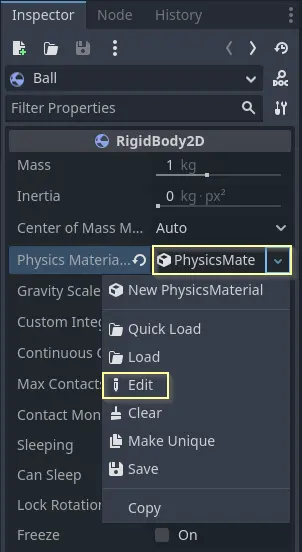 Inspector Node History
Ball
DOC
Filter Properties
RigidBody2D
Mass 1 kg
Inertia 0 kg·px²
Center of Mass M... Auto
Physics Materia... PhysicsMate
Gravity Scale
New PhysicsMaterial
Custom Integ
Quick Load
Continuous C
Load
Max Contacts
Edit
Contact Mon
Clear
Sleeping
Make Unique
Can Sleep
Save
Lock Rotation
Copy
Freeze On